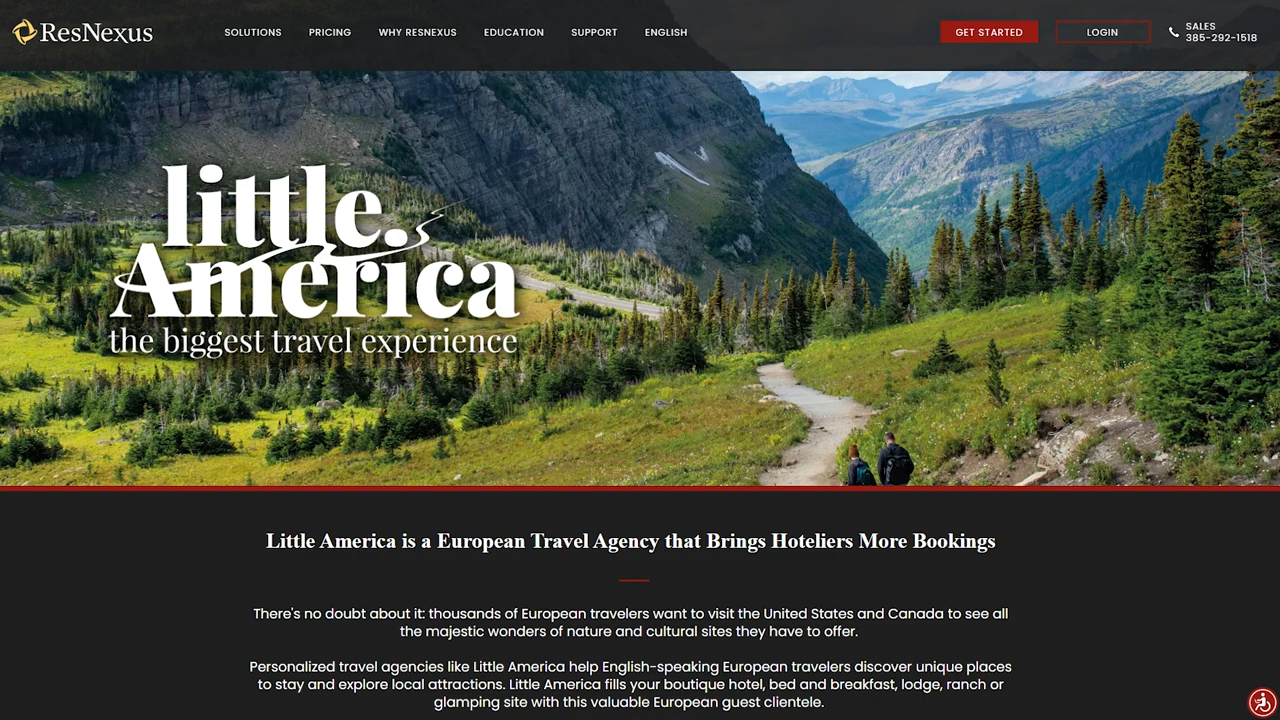 ResNexus
SOLUTIONS
PRICING
WHY RESNEXUS
EDUCATION
SUPPORT
ENGLISH
GET STARTED
LOGIN
SALES
385-292-1518
little.
America
the biggest travel experience
Little America is a European Travel Agency that Brings Hoteliers More Bookings
There's no doubt about it: thousands of European travelers want to visit the United States and Canada to see all
the majestic wonders of nature and cultural sites they have to offer.
Personalized travel agencies like Little America help English-speaking European travelers discover unique places
to stay and explore local attractions. Little America fills your boutique hotel, bed and breakfast, lodge, ranch or
glamping site with this valuable European guest clientele.